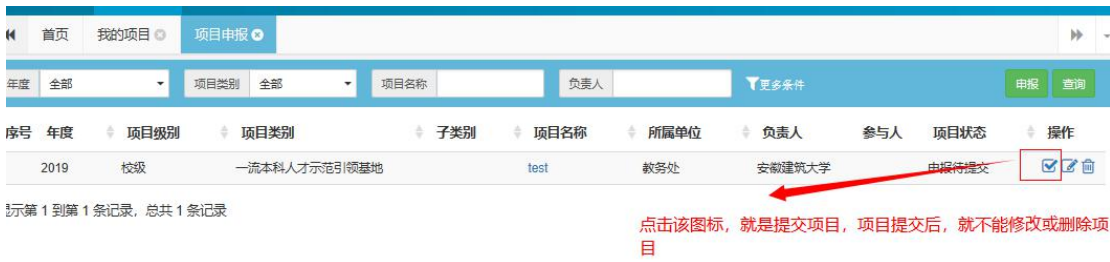 首页 我的项目 项目申报
年度 全部 项目类别 全部 项目名称 负责人 更多条件 申报 查询
序号 年度 项目级别 项目类别 子类别 项目名称 所属单位 负责人 参与人 项目状态 操作
2019 校级 一流本科人才示范引领基地 test 教务处 安徽建筑大学 申报待提交
显示第 1 到第 1 条记录，总共 1 条记录
点击该图标，就是提交项目，项目提交后，就不能修改或删除项
目